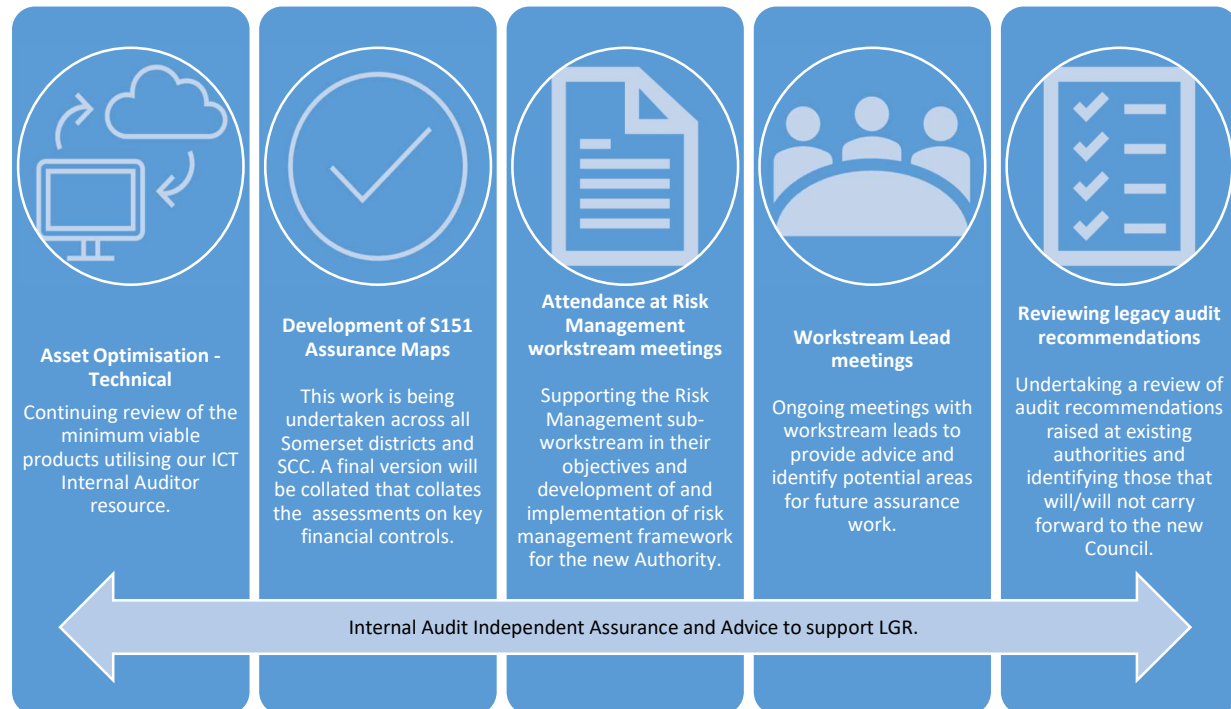 Asset Optimisation -
Technical
Continuing review of the
minimum viable
products utilising our ICT
Internal Auditor
resource.
Development of S151
Assurance Maps
This work is being
undertaken across all
Somerset districts and
SCC. A final version will
be collated that collates
the assessments on key
financial controls.
Attendance at Risk
Management
workstream meetings
Supporting the Risk
Management sub-
workstream in their
objectives and
development of and
implementation of risk
management framework
for the new Authority.
Workstream Lead
meetings
Ongoing meetings with
workstream leads to
provide advice and
identify potential areas
for future assurance
work.
Reviewing legacy audit
recommendations
Undertaking a review of
audit recommendations
raised at existing
authorities and
identifying those that
will/will not carry
forward to the new
Council.
Internal Audit Independent Assurance and Advice to support LGR.